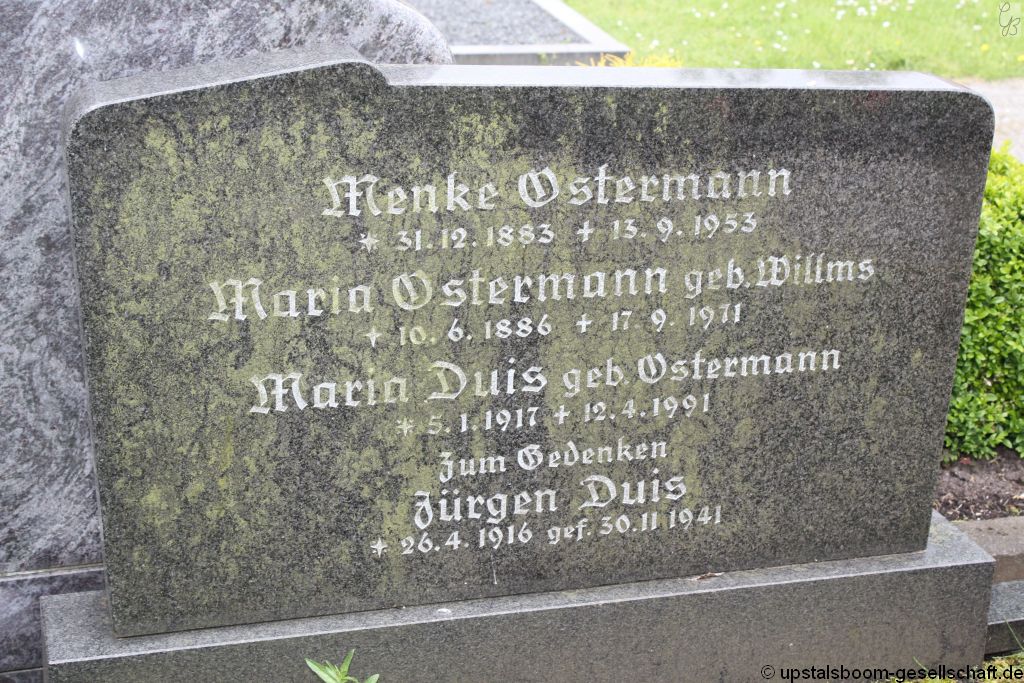 Menke Ostermann
* 31.12.1883 + 13.9.1953
Maria Ostermann geb. Willms
+ 10.6.1886 + 17.9.1971
Maria Duis geb. Ostermann
* 5.1.1917 + 12.4.1991
Zum Gedenken
Jürgen Duis
* 26.4.1916 gef. 30.11.1941
© upstalsboom-gesellschaft.de